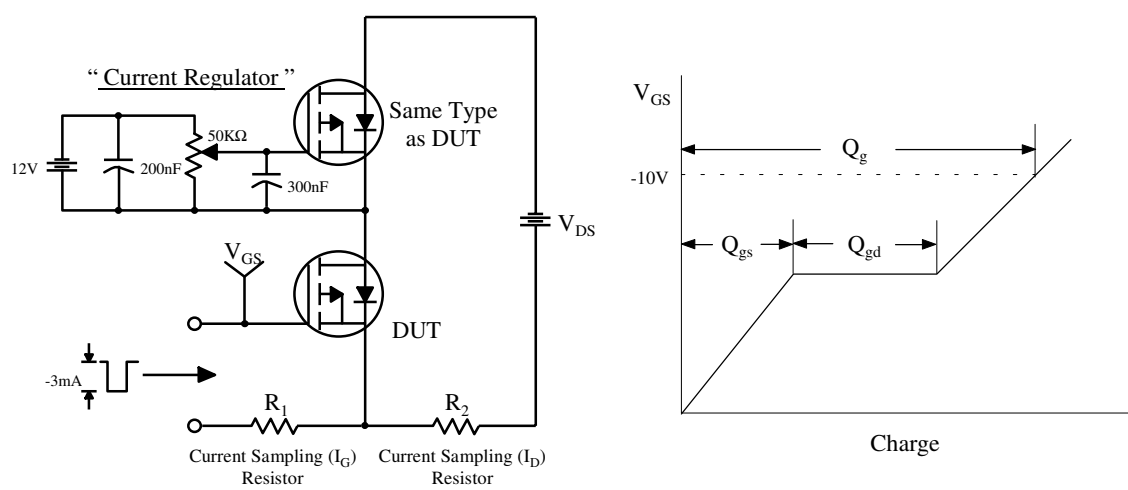 “ Current Regulator ”
50KΩ
12V
200nF
300nF
Same Type
as DUT
V_DS
V_GS
DUT
-3mA
R_1
R_2
Current Sampling (I_G)
Resistor
Current Sampling (I_D)
Resistor
V_GS
-10V
Q_g
Q_gs
Q_gd
Charge